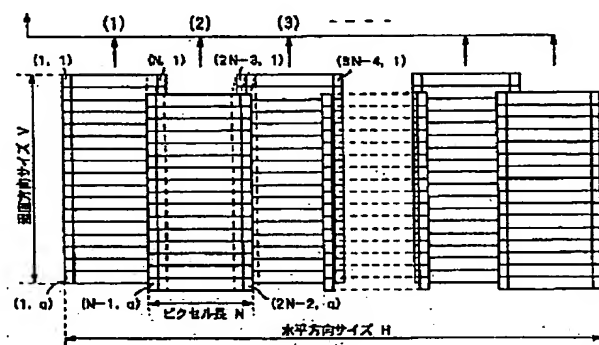 (1) (2) (3)
(1, 1) (N, 1) (2N-3, 1) (3N-4, 1)
垂直方向サイズ V
(1, a) (N-1, a) (2N-2, a)
ピクセル長 N
水平方向サイズ H